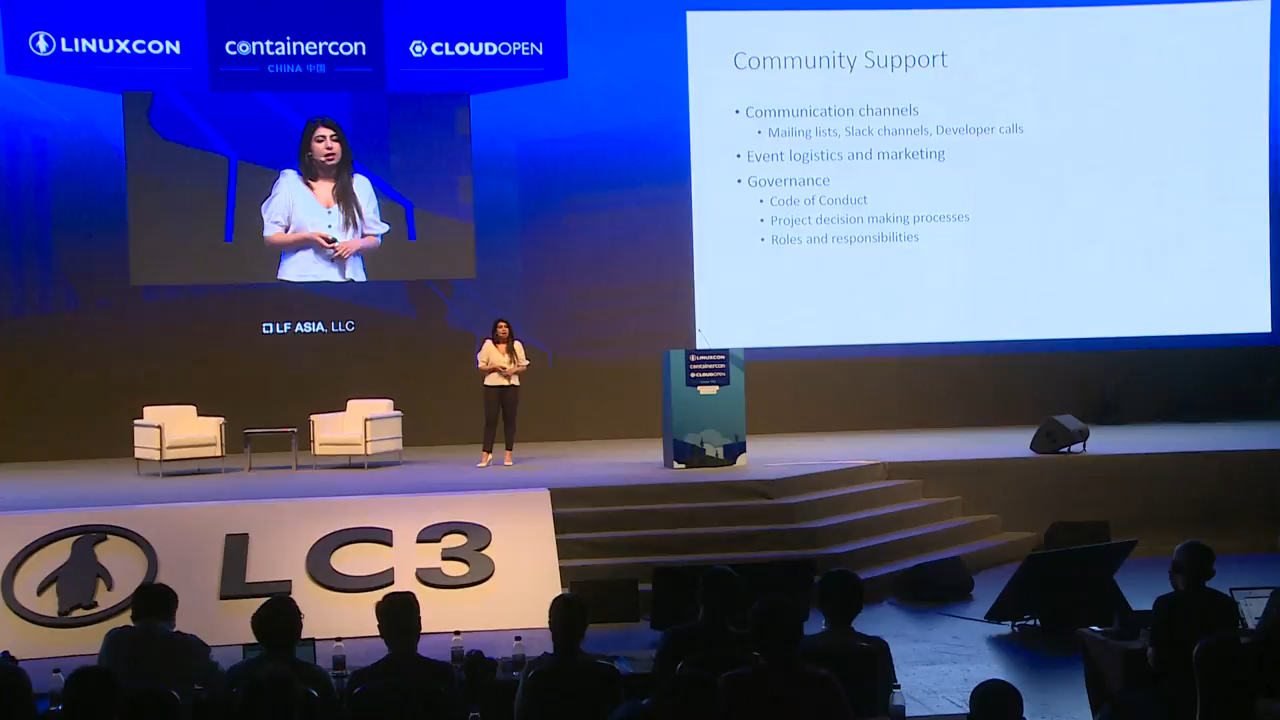 LINUXCON
containercon
CHINA 中国
CLOUDOPEN
LF ASIA, LLC
Community Support
• Communication channels
• Mailing lists, Slack channels, Developer calls
• Event logistics and marketing
• Governance
• Code of Conduct
• Project decision making processes
• Roles and responsibilities
LINUXCON
containercon
CLOUDOPEN
LC3